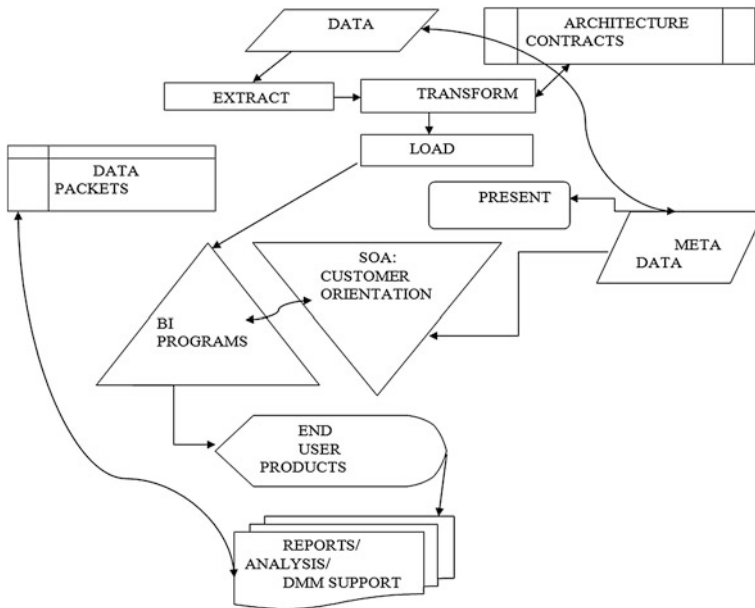 DATA
ARCHITECTURE
CONTRACTS
EXTRACT
TRANSFORM
LOAD
DATA
PACKETS
PRESENT
META
DATA
SOA:
CUSTOMER
ORIENTATION
BI
PROGRAMS
END
USER
PRODUCTS
REPORTS/
ANALYSIS/
DMM SUPPORT